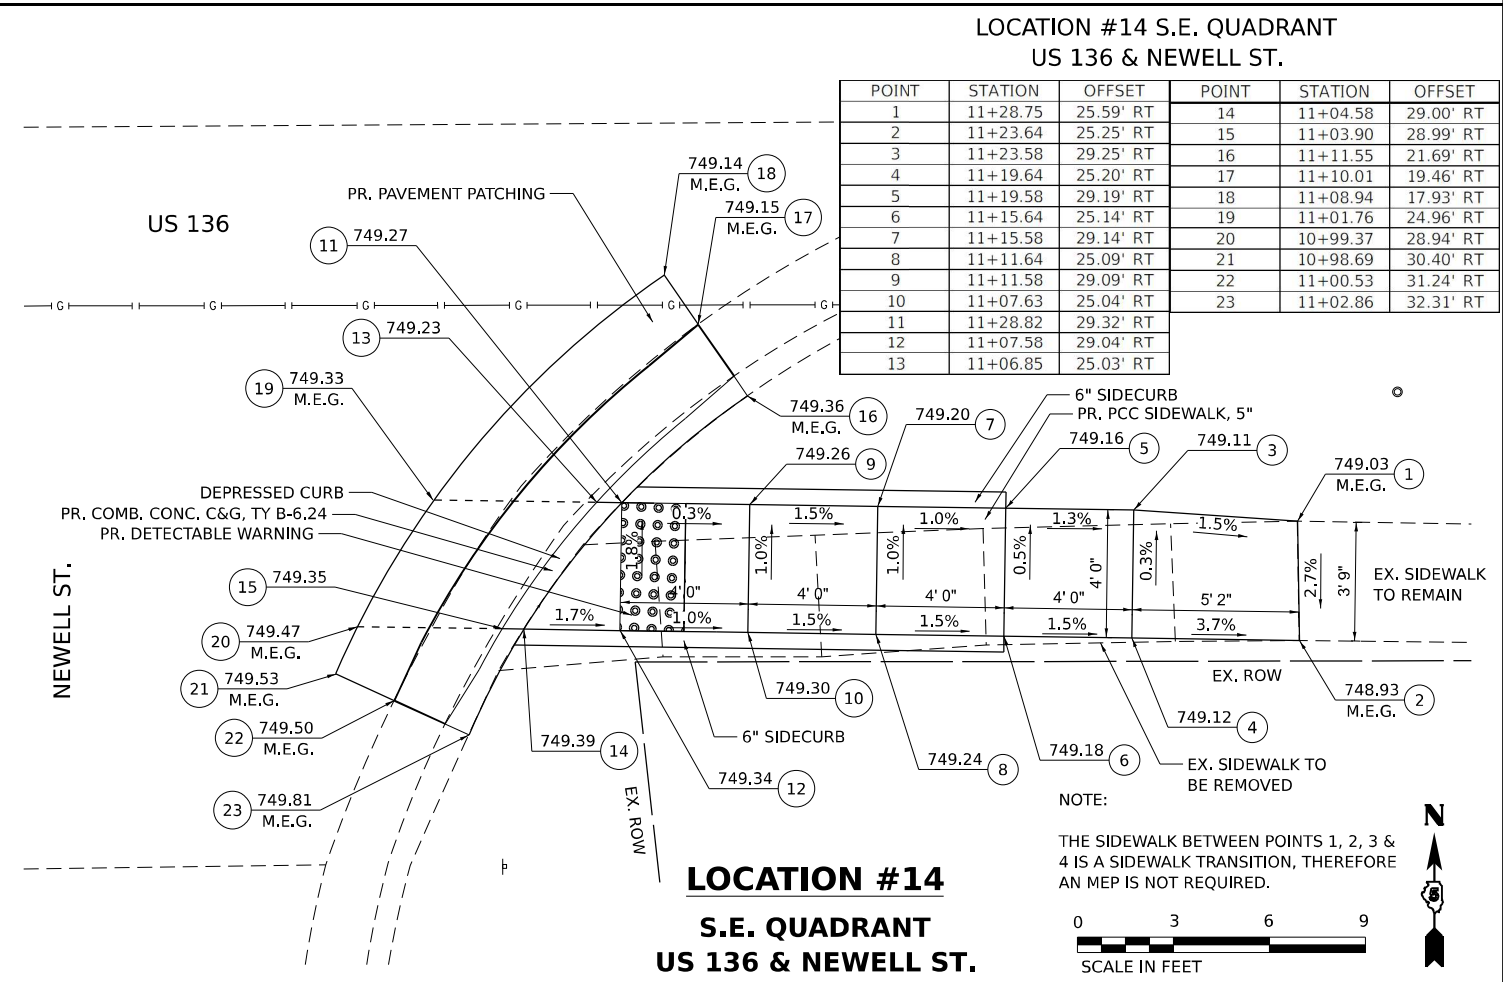 LOCATION #14 S.E. QUADRANT
US 136 & NEWELL ST.
POINT STATION OFFSET POINT STATION OFFSET
1 11+28.75 25.59' RT 14 11+04.58 29.00' RT
2 11+23.64 25.25' RT 15 11+03.90 28.99' RT
3 11+23.58 29.25' RT 16 11+11.55 21.69' RT
4 11+19.64 25.20' RT 17 11+10.01 19.46' RT
5 11+19.58 29.19' RT 18 11+08.94 17.93' RT
6 11+15.64 25.14' RT 19 11+01.76 24.96' RT
7 11+15.58 29.14' RT 20 10+99.37 28.94' RT
8 11+11.64 25.09' RT 21 10+98.69 30.40' RT
9 11+11.58 29.09' RT 22 11+00.53 31.24' RT
10 11+07.63 25.04' RT 23 11+02.86 32.31' RT
11 11+28.82 29.32' RT
12 11+07.58 29.04' RT
13 11+06.85 25.03' RT
749.14 18
M.E.G.
PR. PAVEMENT PATCHING
749.15 17
M.E.G.
US 136
11 749.27
G G G G G G
13 749.23
19 749.33
M.E.G.
749.36 16
M.E.G.
6" SIDECURB
PR. PCC SIDEWALK, 5"
749.20 7
749.16 5
749.11 3
749.26 9
749.03 1
M.E.G.
DEPRESSED CURB
PR. COMB. CONC. C&G, TY B-6.24
PR. DETECTABLE WARNING
0.3% 1.5% 1.0% 1.3% 1.5%
1.8% 1.0% 1.0% 0.5% 4' 0" 0.3% 2.7% 3' 9"
EX. SIDEWALK
TO REMAIN
15 749.35
4' 0" 4' 0" 4' 0" 4' 0" 5' 2"
1.7% 1.0% 1.5% 1.5% 1.5% 3.7%
20 749.47
M.E.G.
NEWELL ST.
21 749.53
M.E.G.
EX. ROW
749.30 10
748.93 2
M.E.G.
22 749.50
M.E.G.
749.12 4
6" SIDECURB
749.39 14
749.24 8
749.18 6
EX. SIDEWALK TO
BE REMOVED
749.34 12
EX. ROW
23 749.81
M.E.G.
NOTE:
THE SIDEWALK BETWEEN POINTS 1, 2, 3 &
4 IS A SIDEWALK TRANSITION, THEREFORE
AN MEP IS NOT REQUIRED.
N
5
LOCATION #14
S.E. QUADRANT
US 136 & NEWELL ST.
0 3 6 9
SCALE IN FEET